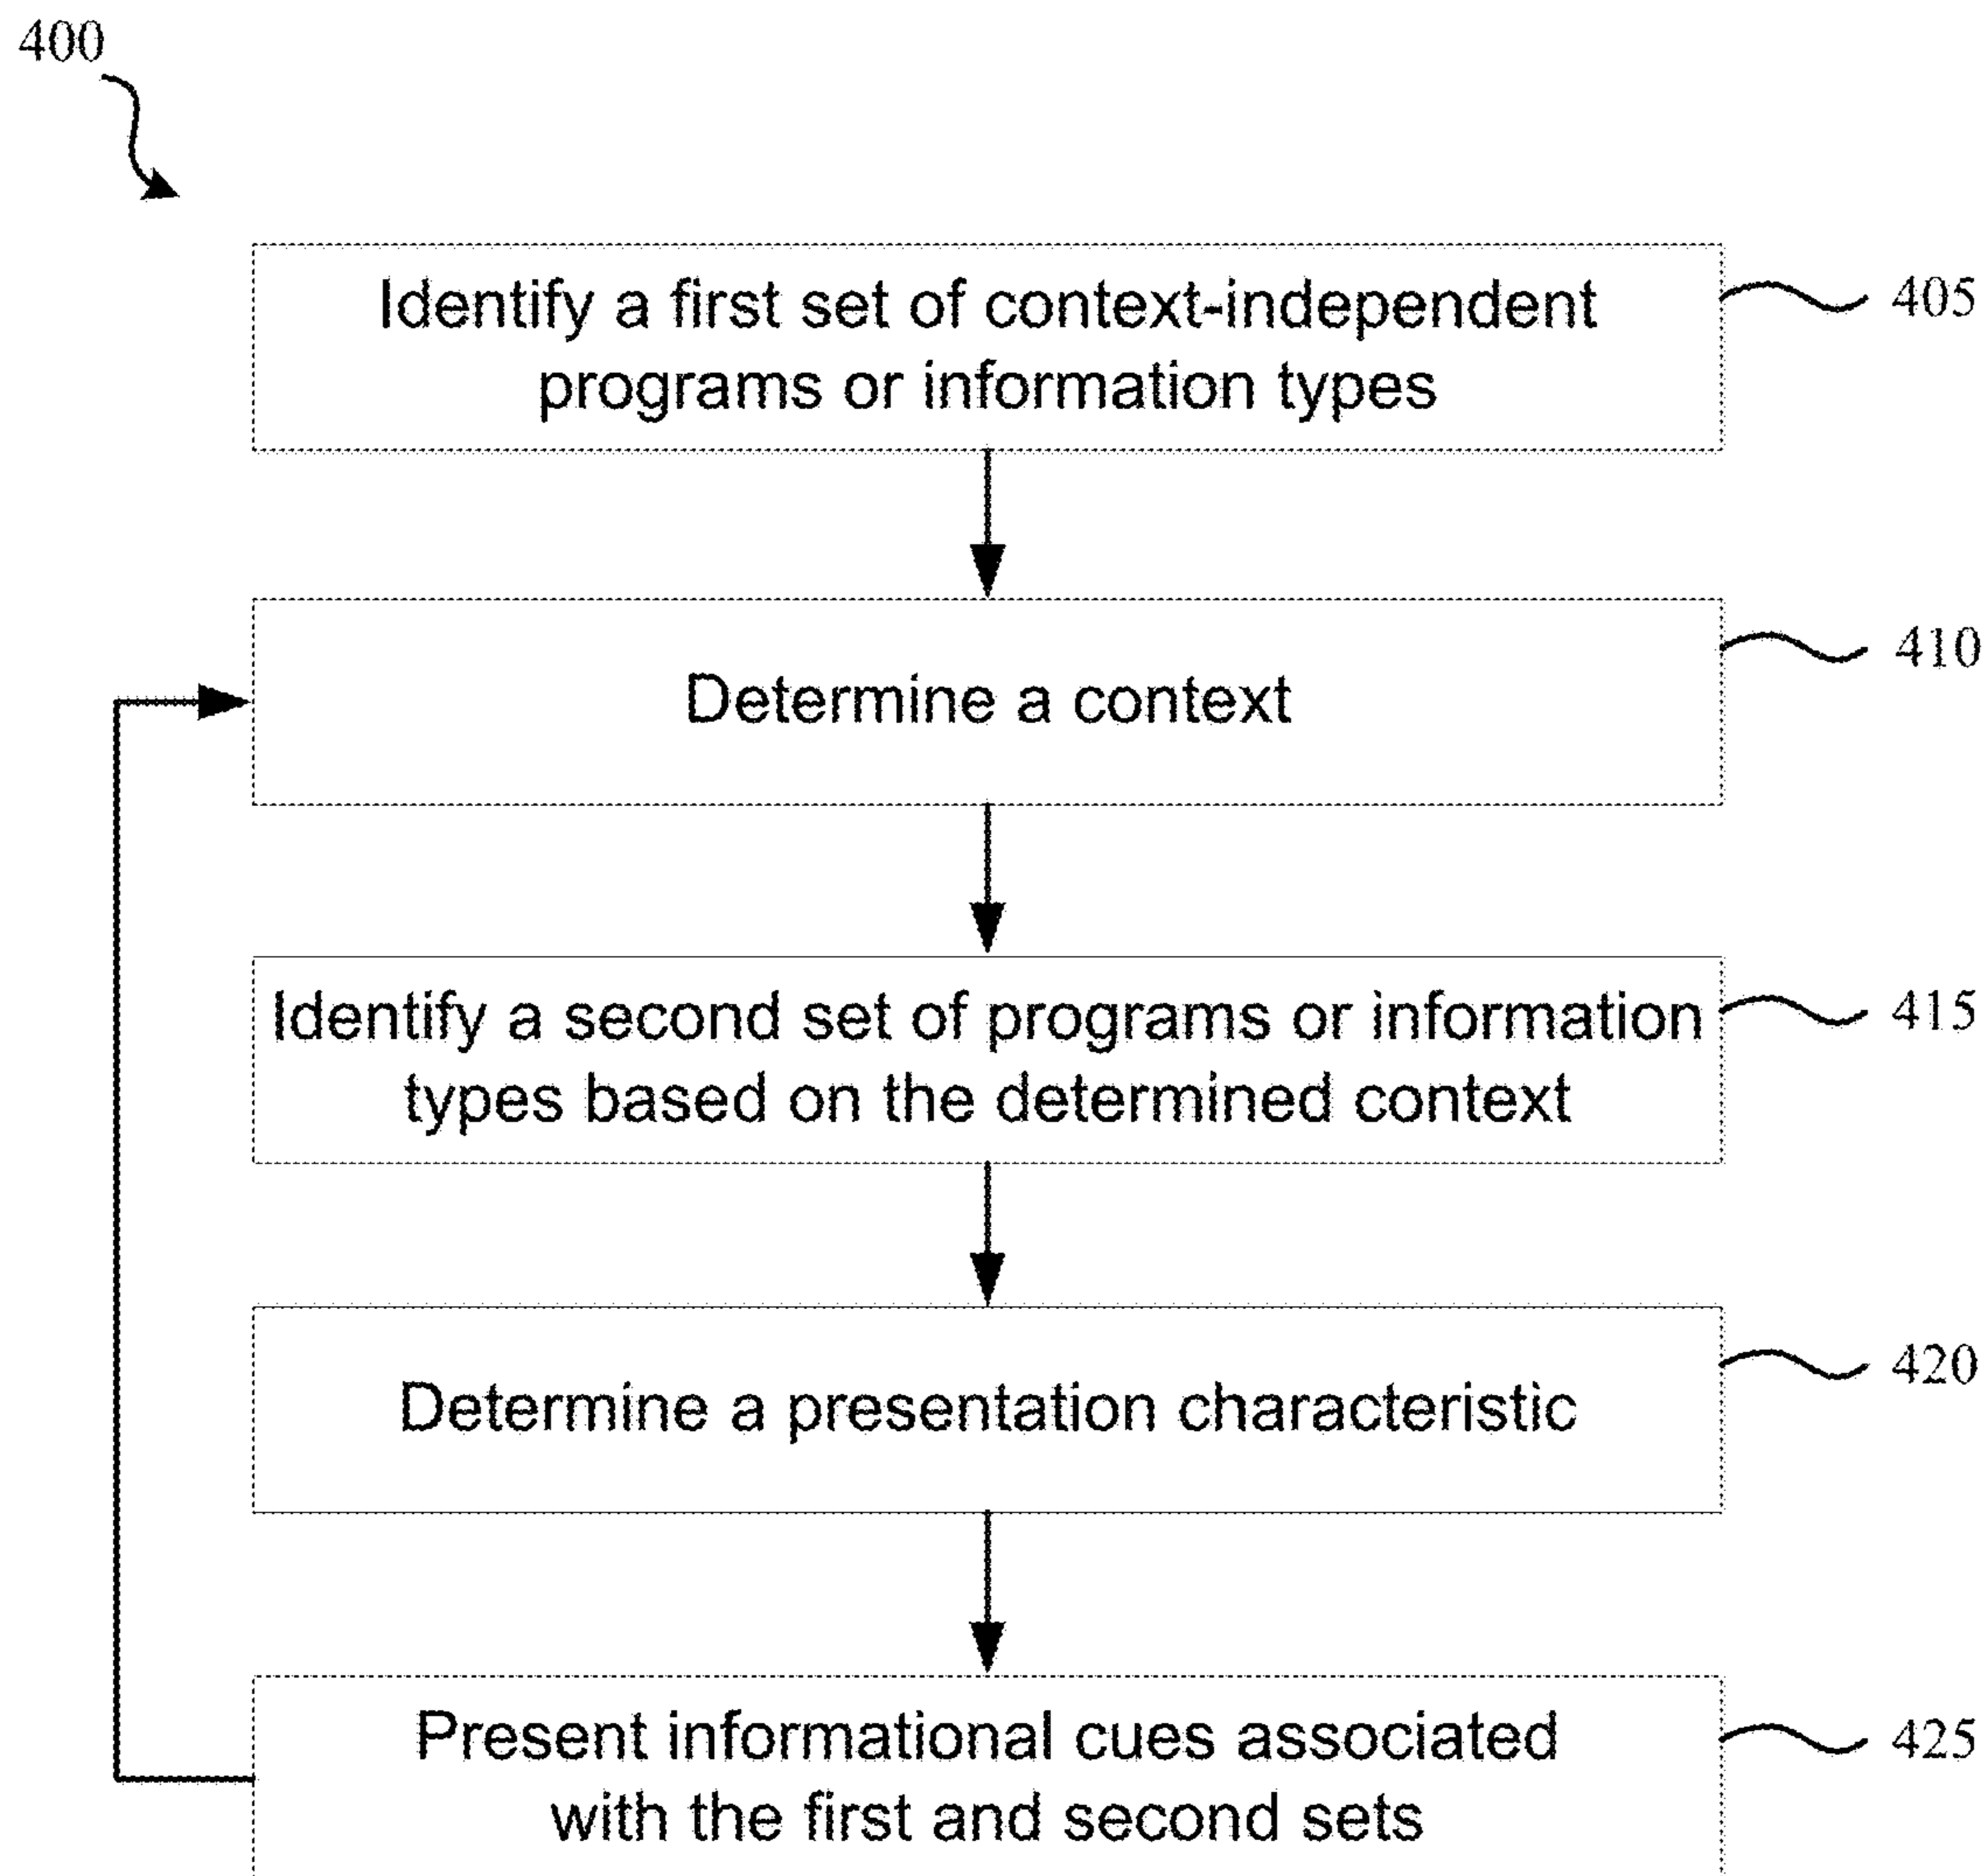 400
Identify a first set of context-independent
programs or information types
405
Determine a context
410
Identify a second set of programs or information
types based on the determined context
415
Determine a presentation characteristic
420
Present informational cues associated
with the first and second sets
425